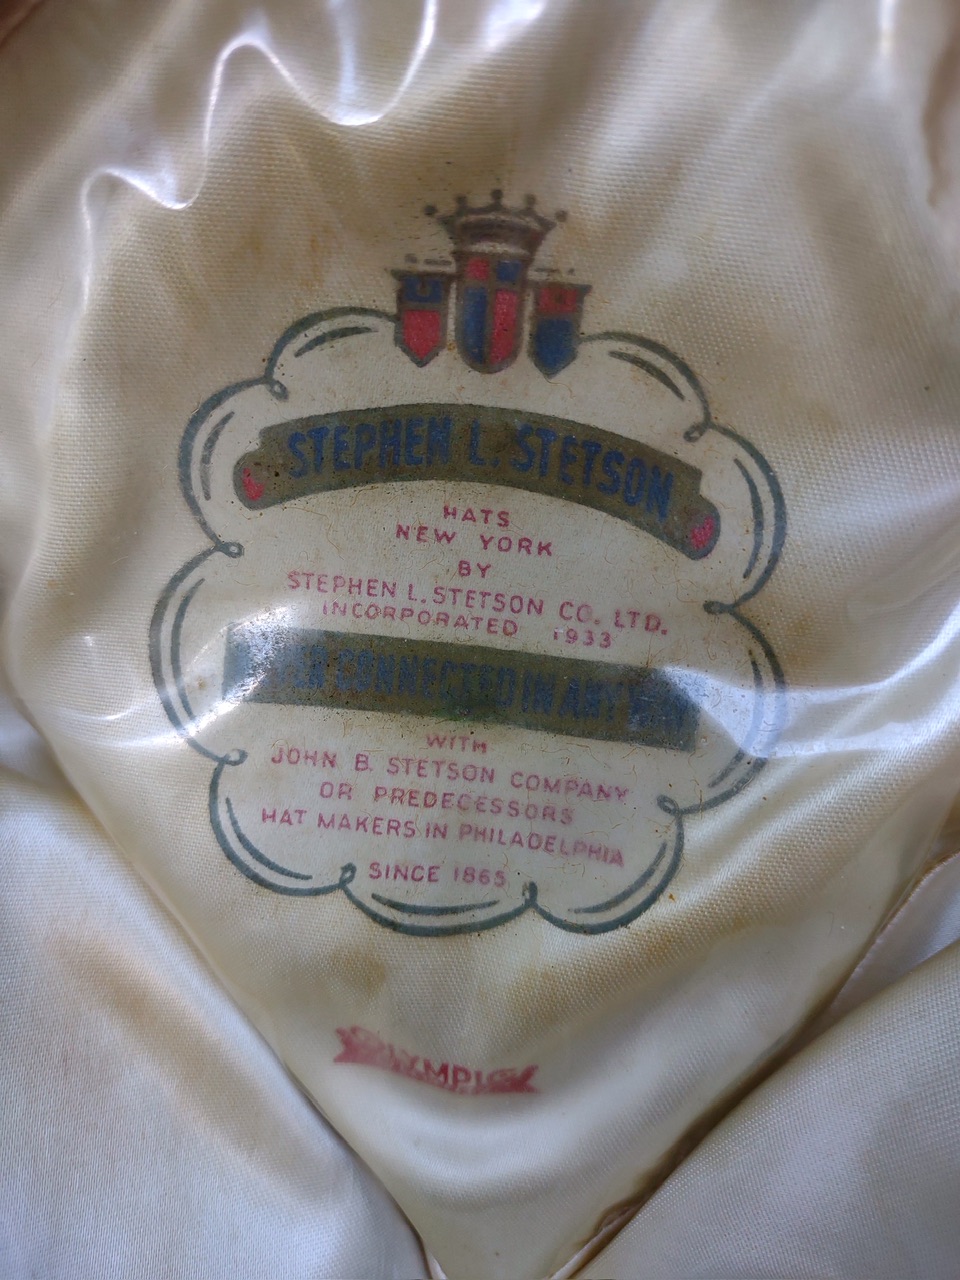 STEPHEN L. STETSON
HATS
NEW YORK
BY
STEPHEN L. STETSON CO. LTD.
INCORPORATED 1933
CONNECTED IN ANY
WITH
JOHN B. STETSON COMPANY
OR PREDECESSORS
HAT MAKERS IN PHILADELPHIA
SINCE 1865
OLYMPIC